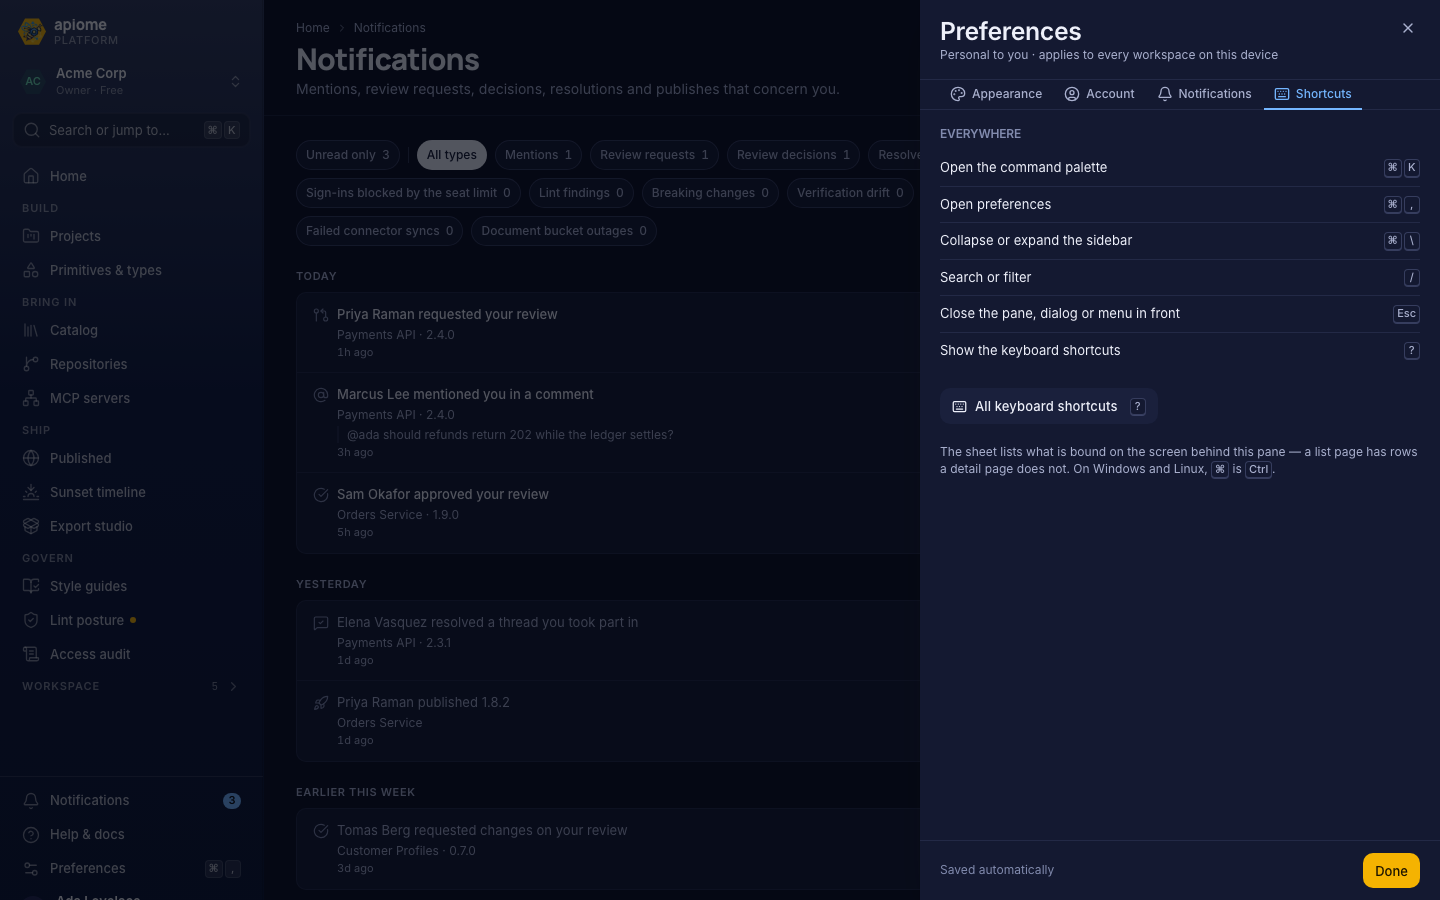 apiome
PLATFORM
AC
Acme Corp
Owner · Free
Search or jump to...
⌘ K
Home
BUILD
Projects
Primitives & types
BRING IN
Catalog
Repositories
MCP servers
SHIP
Published
Sunset timeline
Export studio
GOVERN
Style guides
Lint posture
Access audit
WORKSPACE 5
Notifications 3
Help & docs
Preferences ⌘ ,
Home > Notifications
Notifications
Mentions, review requests, decisions, resolutions and publishes that concern you.
Unread only 3
All types
Mentions 1
Review requests 1
Review decisions 1
Sign-ins blocked by the seat limit 0
Lint findings 0
Breaking changes 0
Verification drift 0
Failed connector syncs 0
Document bucket outages 0
TODAY
Priya Raman requested your review
Payments API · 2.4.0
1h ago
Marcus Lee mentioned you in a comment
Payments API · 2.4.0
@ada should refunds return 202 while the ledger settles?
3h ago
Sam Okafor approved your review
Orders Service · 1.9.0
5h ago
YESTERDAY
Elena Vasquez resolved a thread you took part in
Payments API · 2.3.1
1d ago
Priya Raman published 1.8.2
Orders Service
1d ago
EARLIER THIS WEEK
Tomas Berg requested changes on your review
Customer Profiles · 0.7.0
3d ago
Preferences
Personal to you · applies to every workspace on this device
Appearance
Account
Notifications
Shortcuts
EVERYWHERE
Open the command palette ⌘ K
Open preferences ⌘ ,
Collapse or expand the sidebar ⌘ \
Search or filter /
Close the pane, dialog or menu in front Esc
Show the keyboard shortcuts ?
All keyboard shortcuts ?
The sheet lists what is bound on the screen behind this pane — a list page has rows
a detail page does not. On Windows and Linux, ⌘ is Ctrl.
Saved automatically
Done